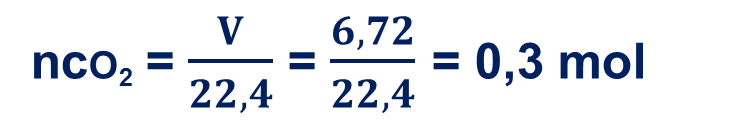 nco₂ = V/22,4 = 6,72/22,4 = 0,3 mol